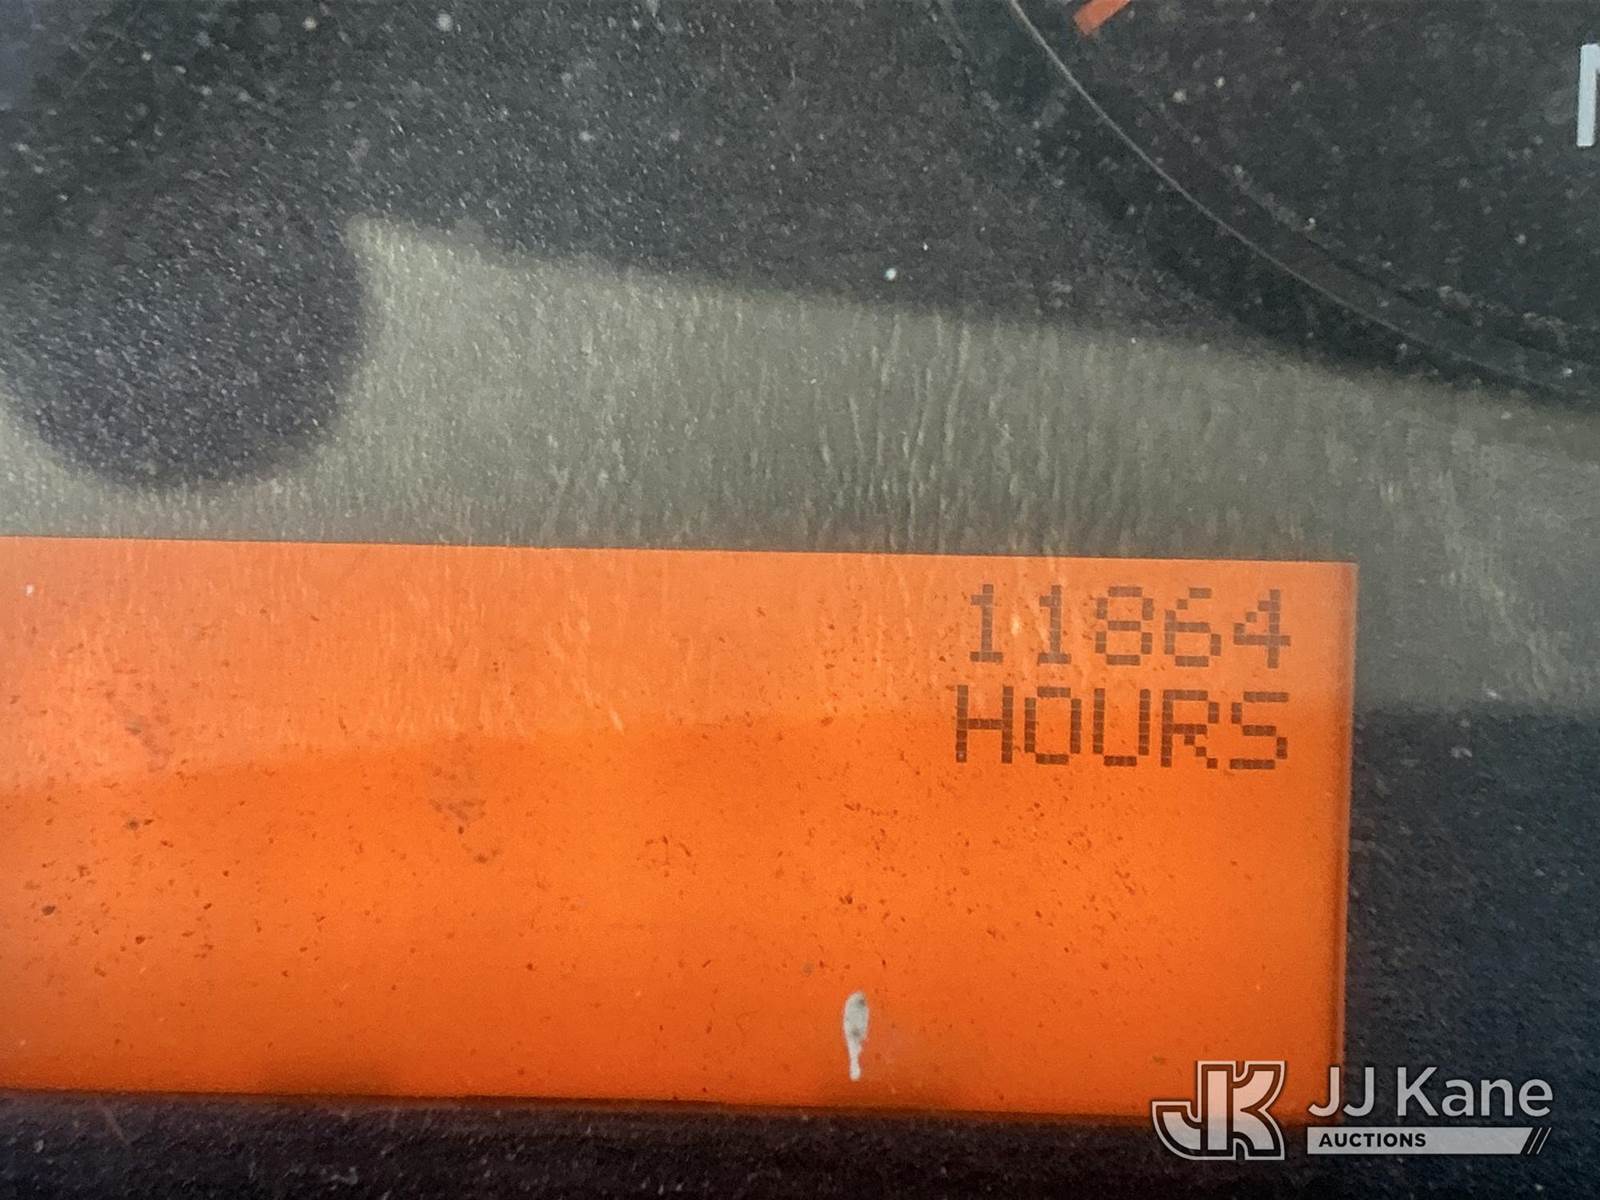 11864
HOURS
JJ Kane
AUCTIONS